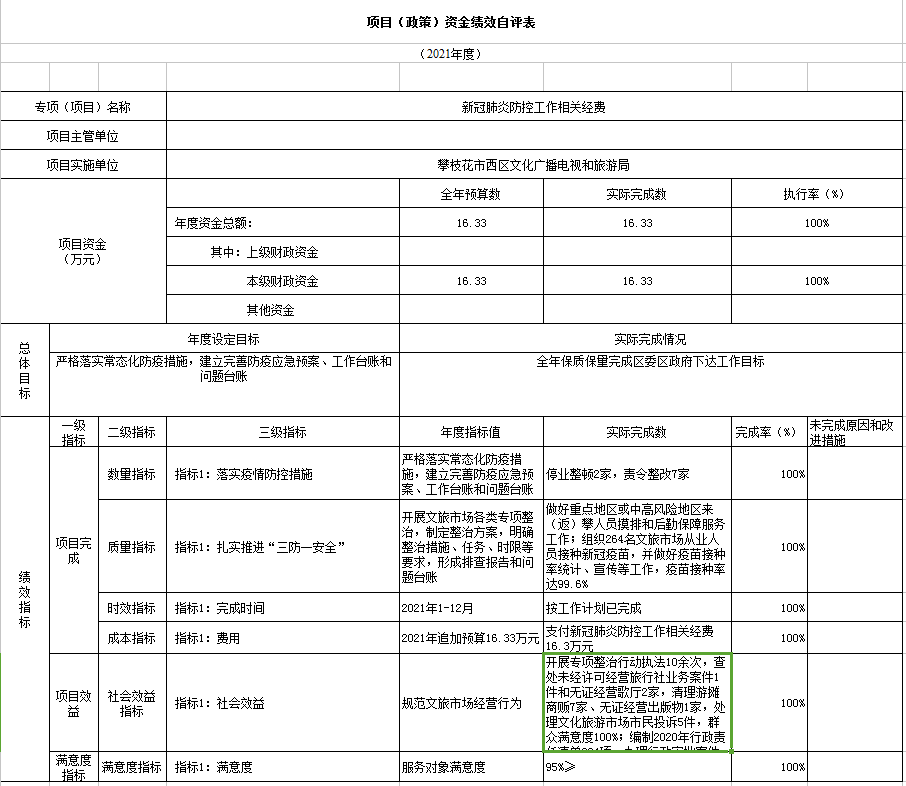 项目（政策）资金绩效自评表
（2021年度）
专项（项目）名称
新冠肺炎防控工作相关经费
项目主管单位
项目实施单位
攀枝花市西区文化广播电视和旅游局
项目资金
（万元）
全年预算数
实际完成数
执行率（%）
年度资金总额：
16.33
16.33
100%
其中：上级财政资金
本级财政资金
16.33
16.33
100%
其他资金
总体目标
年度设定目标
实际完成情况
严格落实常态化防疫措施，建立完善防疫应急预案、工作台账和
问题台账
全年保质保量完成区委区政府下达工作目标
绩效指标
一级
指标
二级指标
三级指标
年度指标值
实际完成数
完成率（%）
未完成原因和改
进措施
项目完
成
数量指标
指标1：落实疫情防控措施
严格落实常态化防疫措
施，建立完善防疫应急预
案、工作台账和问题台账
停业整顿2家，责令整改7家
100%
质量指标
指标1：扎实推进“三防一安全”
开展文旅市场各类专项整
治，制定整治方案，明确
整治措施、任务、时限等
要求，形成排查报告和问
题台账
做好重点地区或中高风险地区来
（返）攀人员摸排和后勤保障服务
工作；组织264名文旅市场从业人
员接种新冠疫苗，并做好疫苗接种
率统计、宣传等工作，疫苗接种率
达99.6%
100%
时效指标
指标1：完成时间
2021年1-12月
按工作计划已完成
100%
成本指标
指标1：费用
2021年追加预算16.33万元
支付新冠肺炎防控工作相关经费
16.3万元
100%
项目效
益
社会效益
指标
指标1：社会效益
规范文旅市场经营行为
开展专项整治行动执法10余次，查
处未经许可经营旅行社业务案件1
件和无证经营歌厅2家，清理游摊
商贩7家、无证经营出版物1家，处
理文化旅游市场市民投诉5件，群
众满意度100%；编制2020年行政责
100%
满意度
指标
满意度指标
指标1：满意度
服务对象满意度
95%≥
100%